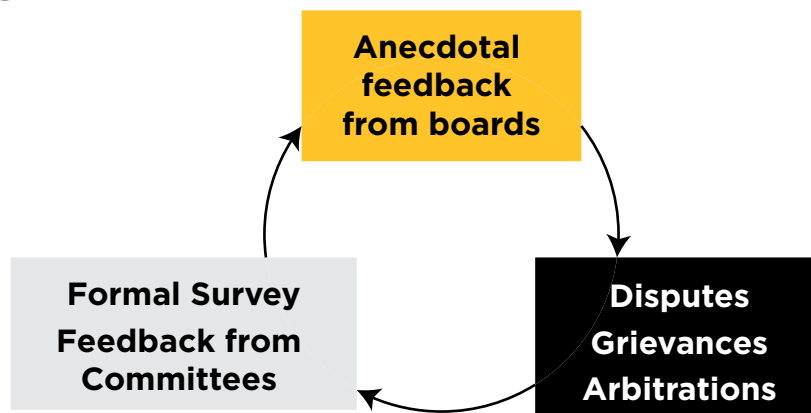 Anecdotal
feedback
from boards
Formal Survey
Feedback from
Committees
Disputes
Grievances
Arbitrations